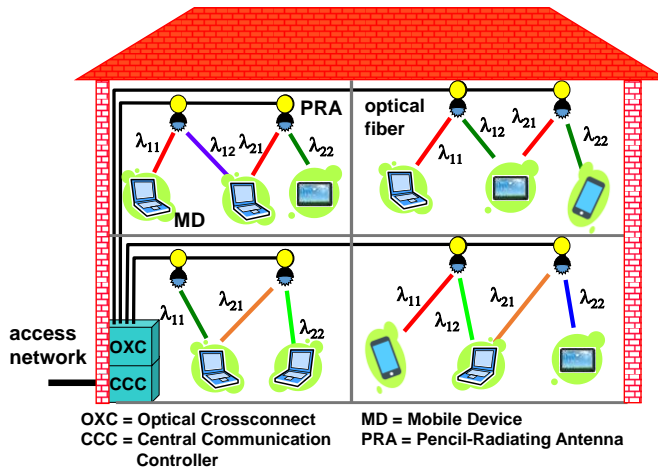 PRA
λ11
λ12
λ21
λ22
MD
optical
fiber
λ11
λ12
λ21
λ22
λ11
λ21
λ22
λ11
λ12
λ21
λ22
access
network
OXC
CCC
OXC = Optical Crossconnect
CCC = Central Communication
Controller
MD = Mobile Device
PRA = Pencil-Radiating Antenna